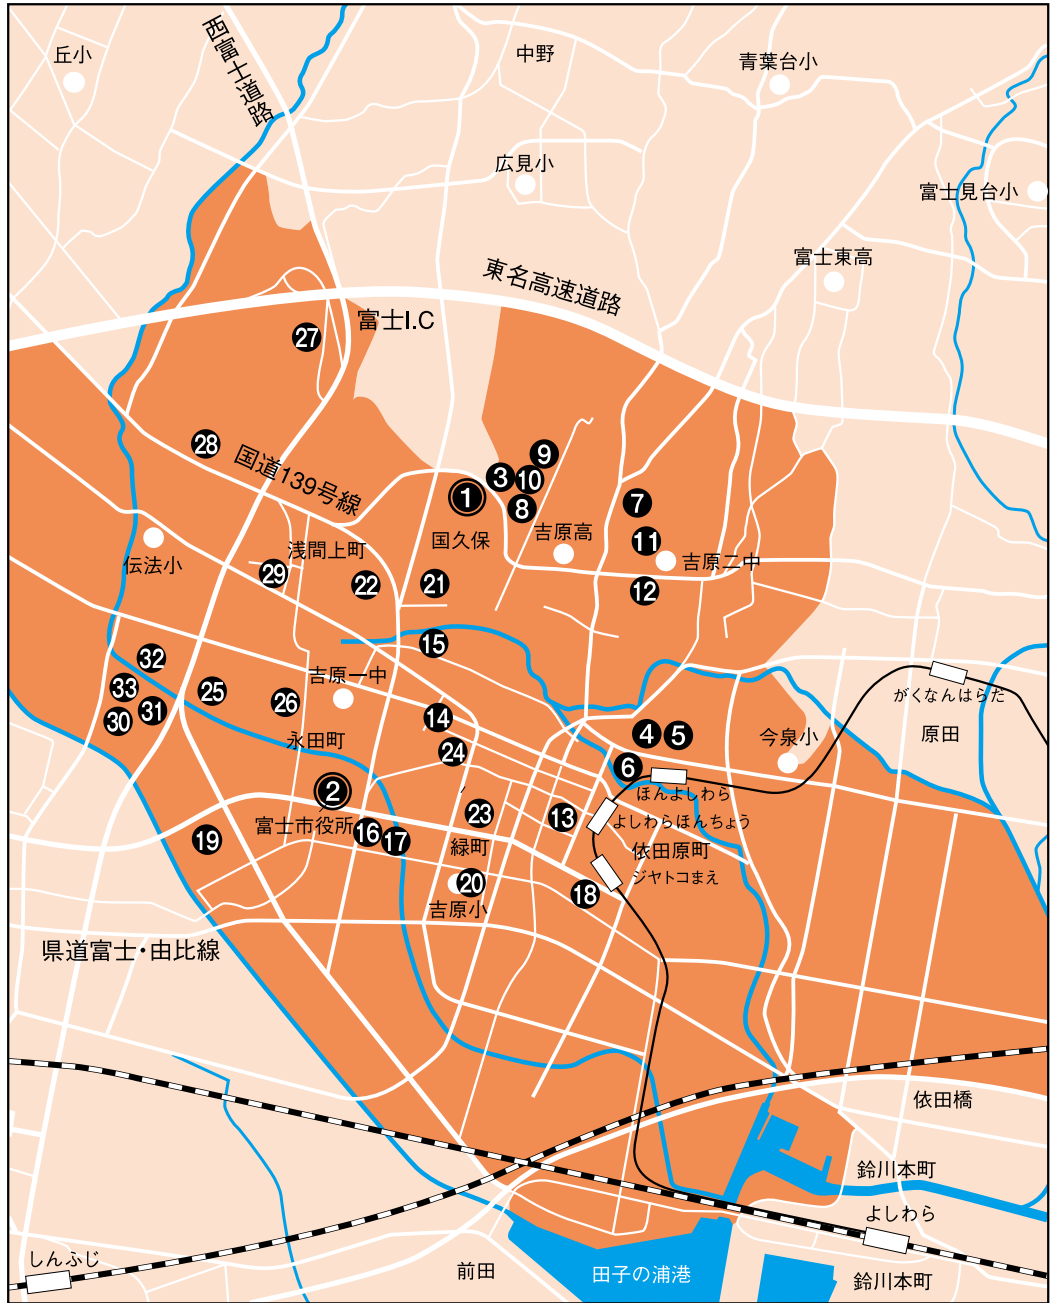 丘小
西富士道路
中野
青葉台小
広見小
富士見台小
富士東高
東名高速道路
富士I.C
27
28
国道139号線
9
3
10
1
8
7
国久保
吉原高
11
吉原二中
浅間上町
伝法小
29
22
21
12
15
32
吉原一中
33
25
26
31
30
14
永田町
24
4
5
今泉小
がくなんはらだ
原田
6
2
ほんよしわら
富士市役所
23
13
よしわらほんちょう
19
16
17
緑町
依田原町
ジヤトコまえ
20
18
吉原小
県道富士・由比線
依田橋
鈴川本町
よしわら
しんふじ
前田
田子の浦港
鈴川本町